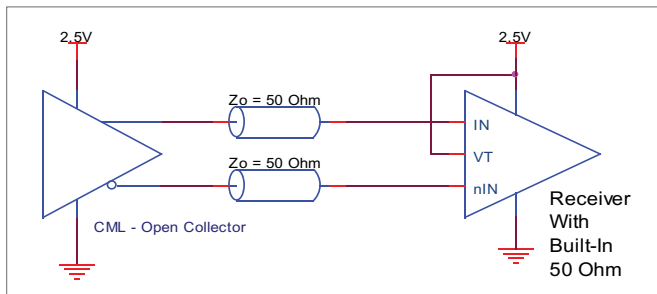 2.5V
2.5V
Zo = 50 Ohm
IN
VT
Zo = 50 Ohm
nIN
CML - Open Collector
Receiver
With
Built-In
50 Ohm